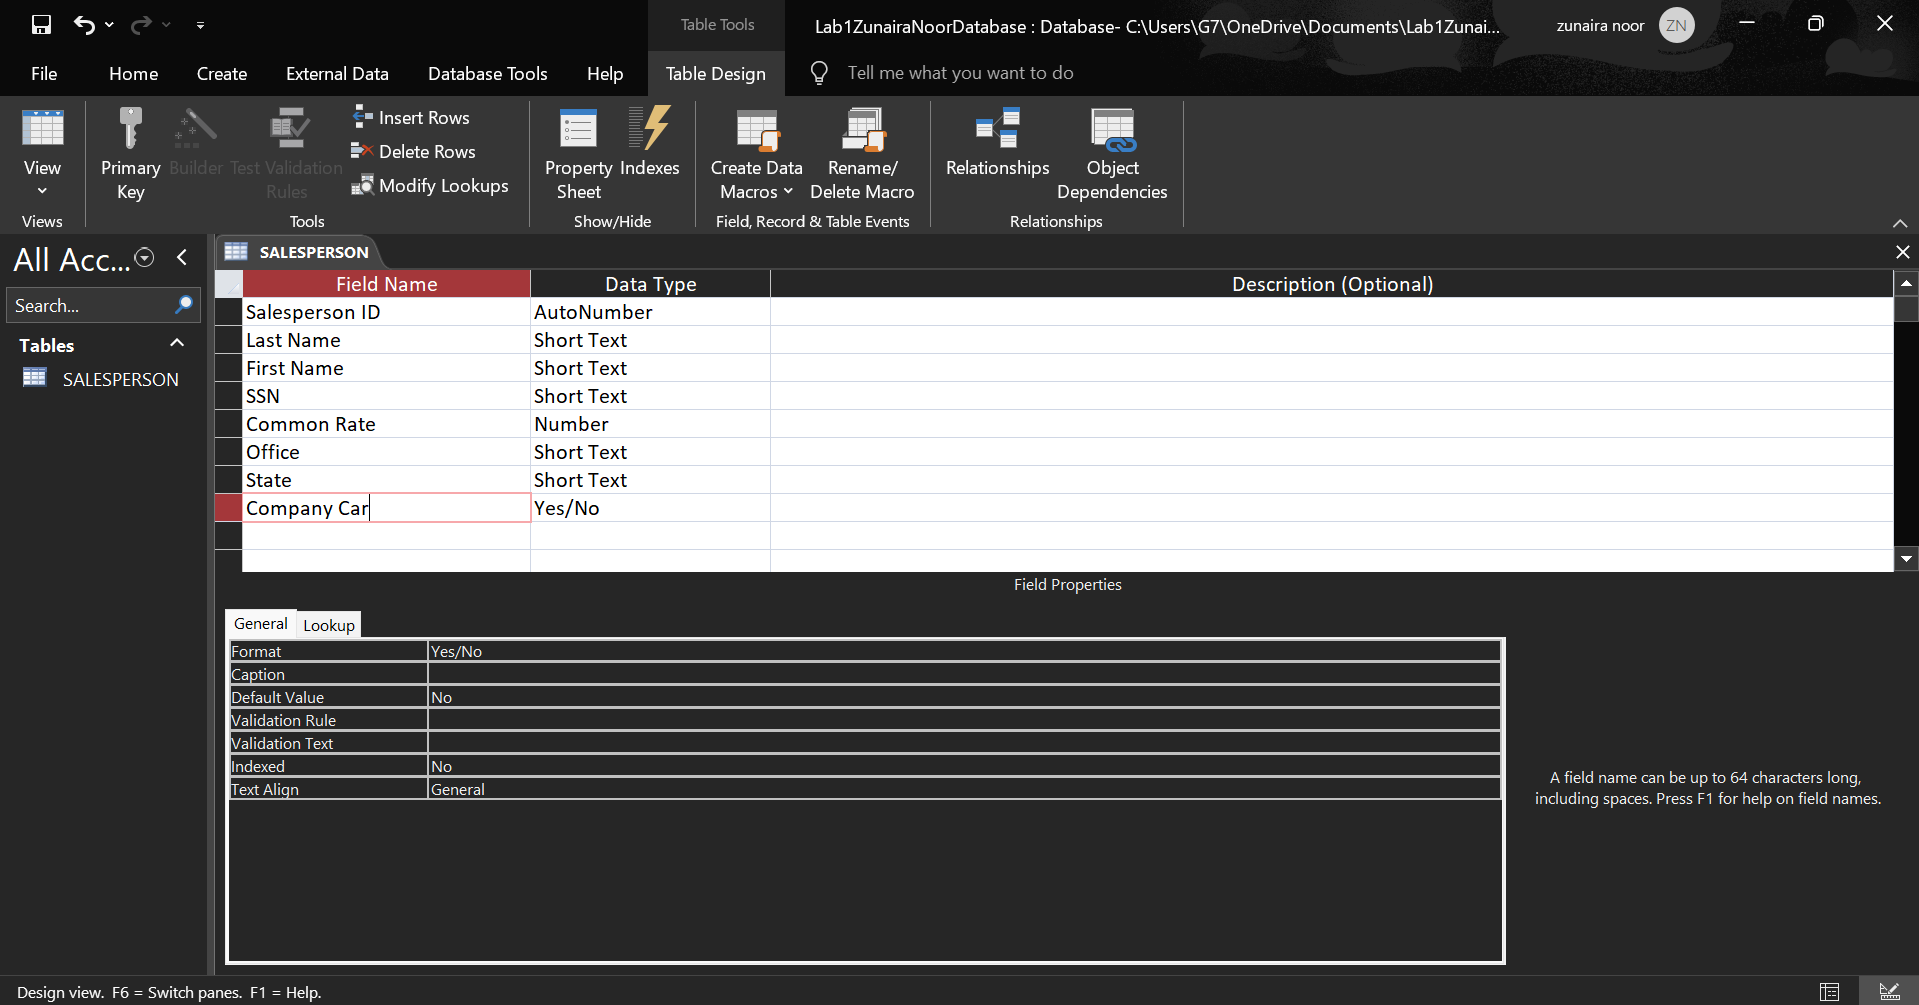 Table Tools
Lab1ZunairaNoorDatabase : Database- C:\Users\G7\OneDrive\Documents\Lab1Zunai...
zunaira noor
ZN
File
Home
Create
External Data
Database Tools
Help
Table Design
Tell me what you want to do
View
Primary Key
Builder
Test Validation Rules
Insert Rows
Delete Rows
Modify Lookups
Property Sheet
Indexes
Create Data Macros
Rename/ Delete Macro
Relationships
Object Dependencies
Views
Tools
Show/Hide
Field, Record & Table Events
Relationships
All Acc...
Search...
Tables
SALESPERSON
SALESPERSON
Field Name Data Type Description (Optional)
Salesperson ID AutoNumber
Last Name Short Text
First Name Short Text
SSN Short Text
Common Rate Number
Office Short Text
State Short Text
Company Car Yes/No
Field Properties
General Lookup
Format Yes/No
Caption
Default Value No
Validation Rule
Validation Text
Indexed No
Text Align General
A field name can be up to 64 characters long,
including spaces. Press F1 for help on field names.
Design view. F6 = Switch panes. F1 = Help.